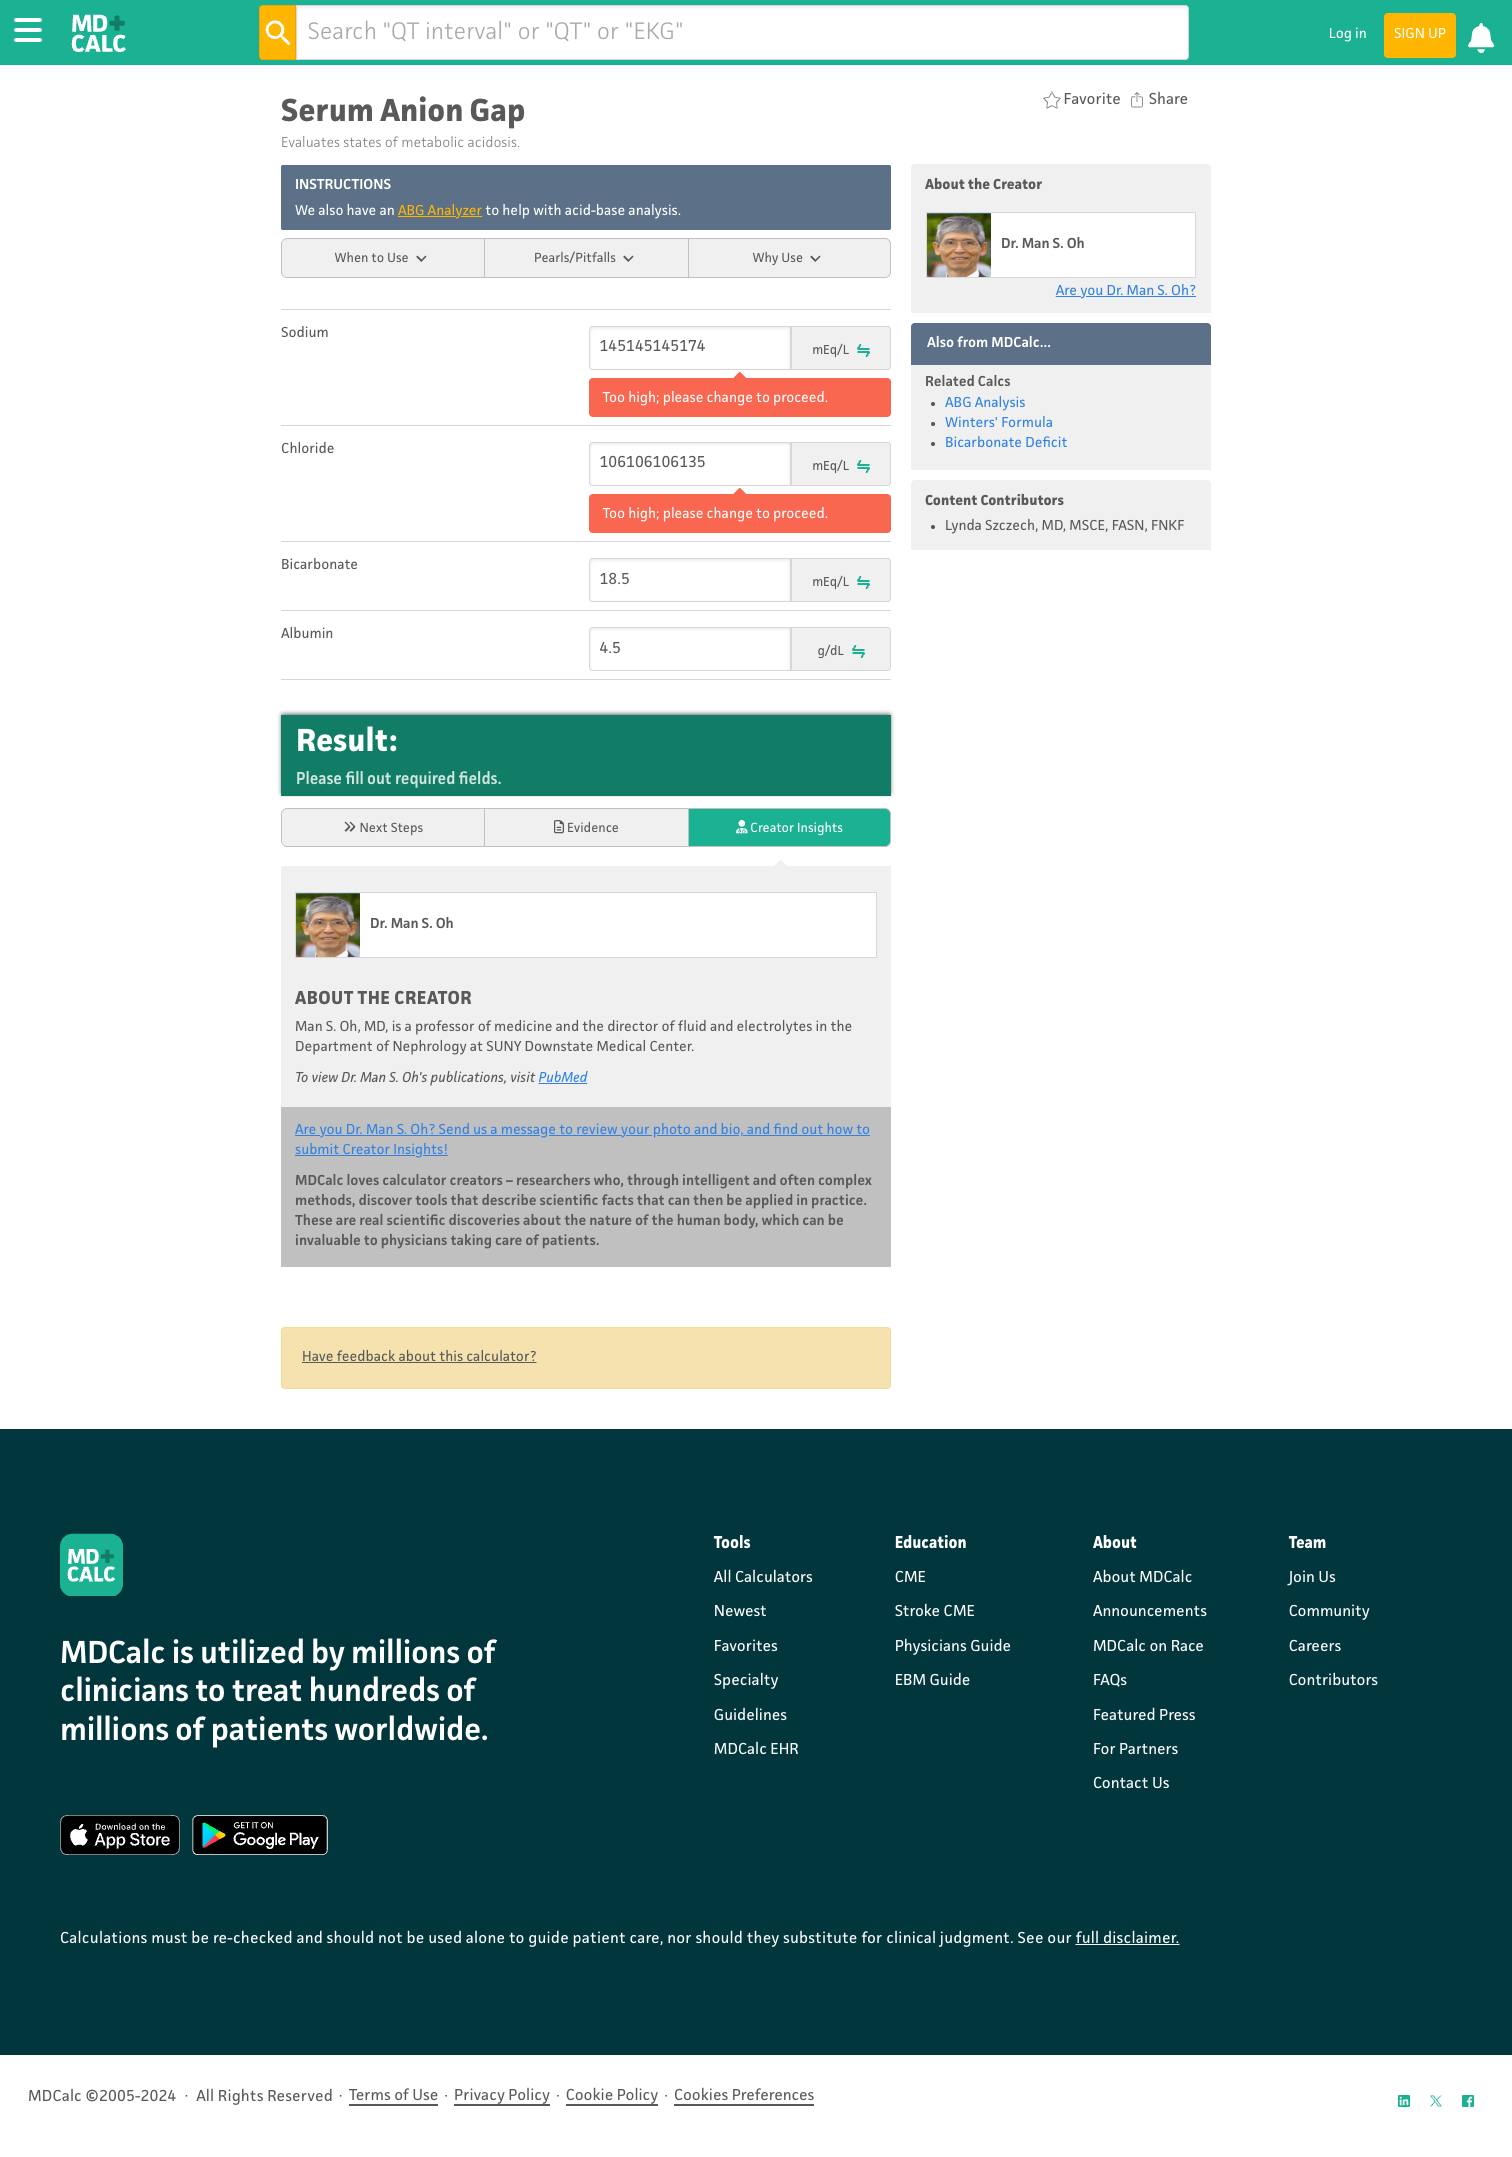 MD+
CALC
Search "QT interval" or "QT" or "EKG"
Log in
SIGN UP
Serum Anion Gap
Favorite
Share
Evaluates states of metabolic acidosis.
INSTRUCTIONS
We also have an ABG Analyzer to help with acid-base analysis.
When to Use
Pearls/Pitfalls
Why Use
Sodium
145145145174
mEq/L
Too high; please change to proceed.
Chloride
106106106135
mEq/L
Too high; please change to proceed.
Bicarbonate
18.5
mEq/L
Albumin
4.5
g/dL
Result:
Please fill out required fields.
Next Steps
Evidence
Creator Insights
Dr. Man S. Oh
ABOUT THE CREATOR
Man S. Oh, MD, is a professor of medicine and the director of fluid and electrolytes in the
Department of Nephrology at SUNY Downstate Medical Center.
To view Dr. Man S. Oh's publications, visit PubMed
Are you Dr. Man S. Oh? Send us a message to review your photo and bio, and find out how to
submit Creator Insights!
MDCalc loves calculator creators – researchers who, through intelligent and often complex
methods, discover tools that describe scientific facts that can then be applied in practice.
These are real scientific discoveries about the nature of the human body, which can be
invaluable to physicians taking care of patients.
Have feedback about this calculator?
About the Creator
Dr. Man S. Oh
Are you Dr. Man S. Oh?
Also from MDCalc...
Related Calcs
ABG Analysis
Winters' Formula
Bicarbonate Deficit
Content Contributors
Lynda Szczech, MD, MSCE, FASN, FNKF
MD+
CALC
MDCalc is utilized by millions of
clinicians to treat hundreds of
millions of patients worldwide.
Download on the
App Store
GET IT ON
Google Play
Tools
All Calculators
Newest
Favorites
Specialty
Guidelines
MDCalc EHR
Education
CME
Stroke CME
Physicians Guide
EBM Guide
About
About MDCalc
Announcements
MDCalc on Race
FAQs
Featured Press
For Partners
Contact Us
Team
Join Us
Community
Careers
Contributors
Calculations must be re-checked and should not be used alone to guide patient care, nor should they substitute for clinical judgment. See our full disclaimer.
MDCalc ©2005-2024 · All Rights Reserved · Terms of Use · Privacy Policy · Cookie Policy · Cookies Preferences